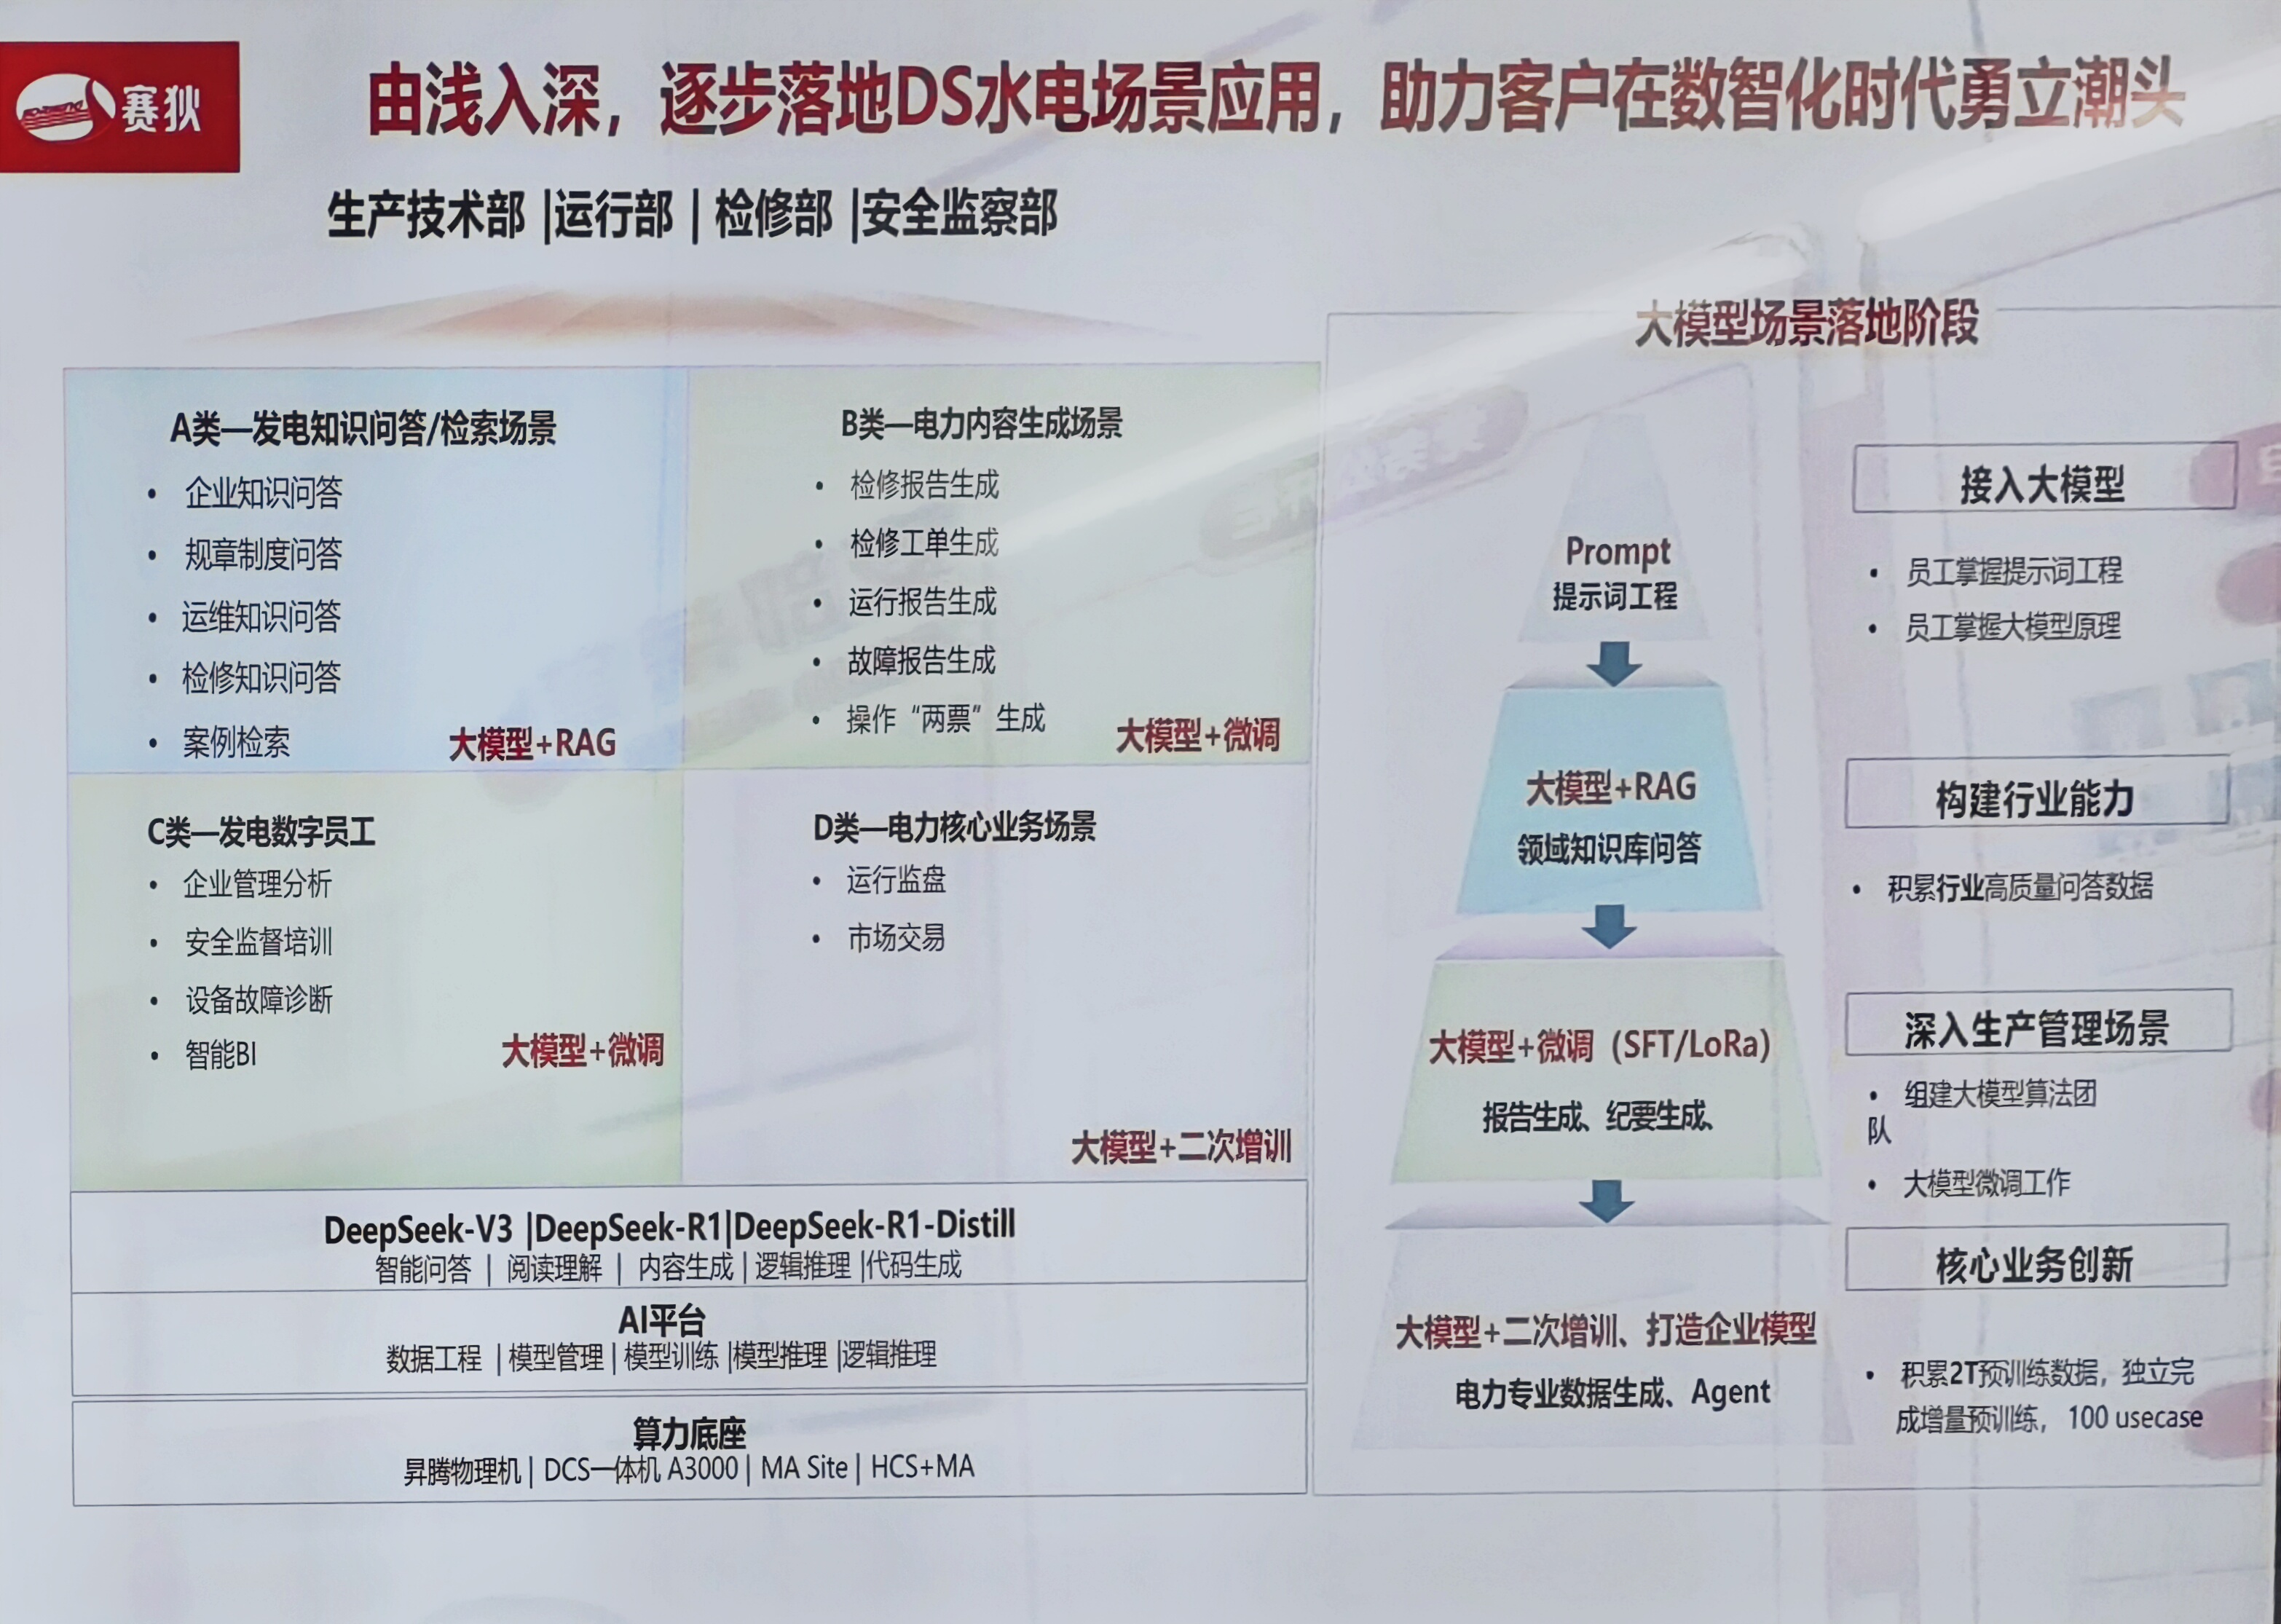 赛狄
由浅入深，逐步落地DS水电场景应用，助力客户在数智化时代勇立潮头
生产技术部 |运行部 | 检修部 |安全监察部
A类—发电知识问答/检索场景
• 企业知识问答
• 规章制度问答
• 运维知识问答
• 检修知识问答
• 案例检索
大模型+RAG
B类—电力内容生成场景
• 检修报告生成
• 检修工单生成
• 运行报告生成
• 故障报告生成
• 操作“两票”生成
大模型+微调
C类—发电数字员工
• 企业管理分析
• 安全监督培训
• 设备故障诊断
• 智能BI
大模型+微调
D类—电力核心业务场景
• 运行监盘
• 市场交易
大模型+二次增训
DeepSeek-V3 |DeepSeek-R1|DeepSeek-R1-Distill
智能问答 | 阅读理解 | 内容生成 | 逻辑推理 |代码生成
AI平台
数据工程 | 模型管理 | 模型训练 |模型推理 |逻辑推理
算力底座
昇腾物理机 | DCS一体机 A3000 | MA Site | HCS+MA
大模型场景落地阶段
Prompt
提示词工程
接入大模型
• 员工掌握提示词工程
• 员工掌握大模型原理
大模型+RAG
领域知识库问答
构建行业能力
• 积累行业高质量问答数据
大模型+微调（SFT/LoRa）
报告生成、纪要生成、
深入生产管理场景
• 组建大模型算法团
队
• 大模型微调工作
大模型+二次增训、打造企业模型
电力专业数据生成、Agent
核心业务创新
• 积累2T预训练数据，独立完
成增量预训练， 100 usecase